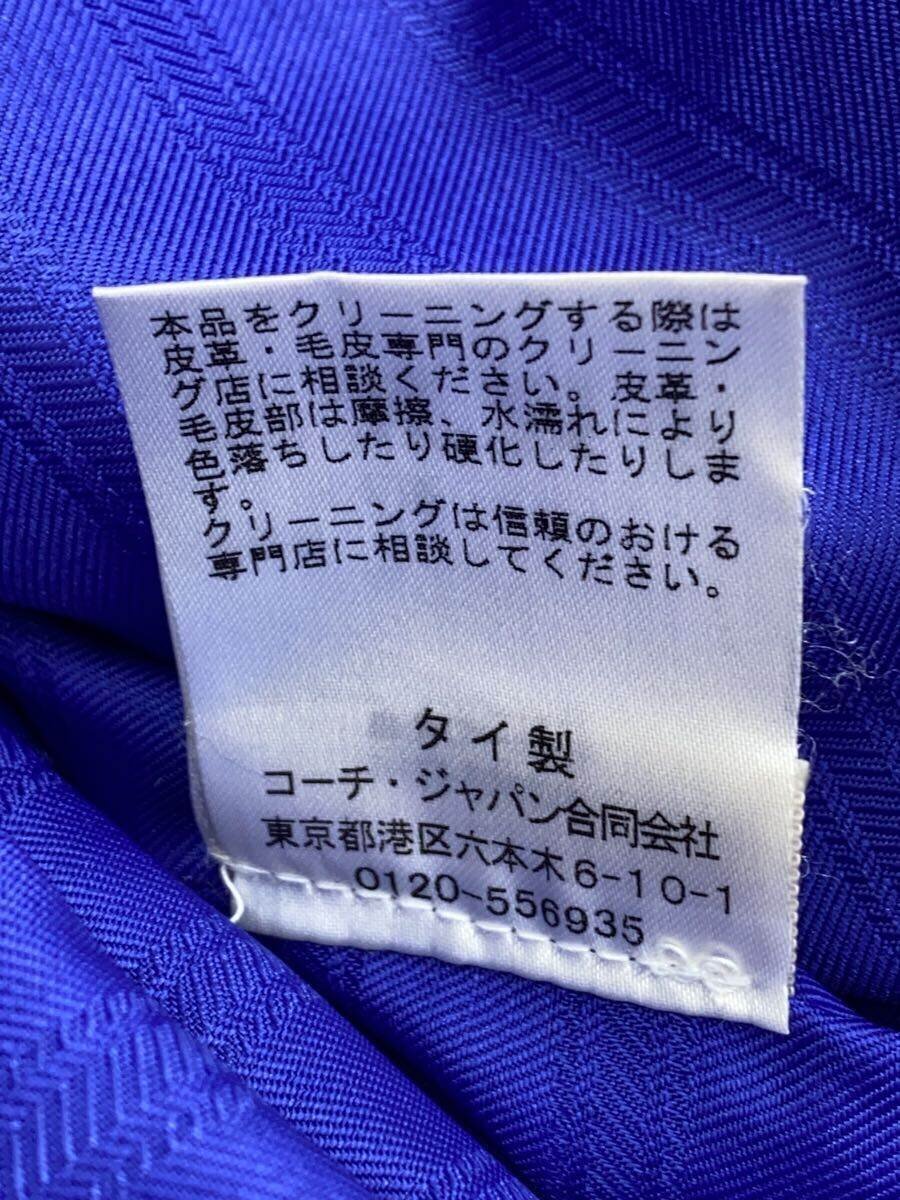 本品をクリーニングする際は
皮革・毛皮専門のクリーニン
グ店に相談ください。皮革・
毛皮部は摩擦、水濡れにより
色落ちしたり硬化したりしま
す。
クリーニングは信頼のおける
専門店に相談してください。
タイ製
コーチ・ジャパン合同会社
東京都港区六本木6-10-1
0120-556935